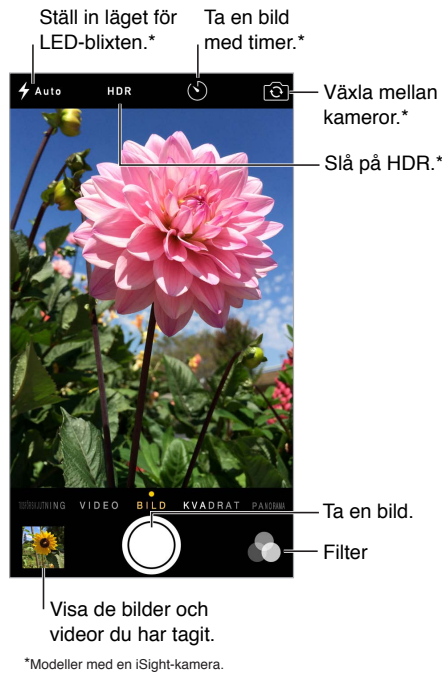 Ställ in läget för
LED-blixten.*
Ta en bild
med timer.*
Auto
HDR
Växla mellan
kameror.*
Slå på HDR.*
VIDEO
BILD
KVADRAT
PANORAMA
Ta en bild.
Filter
Visa de bilder och
videor du har tagit.
*Modeller med en iSight-kamera.